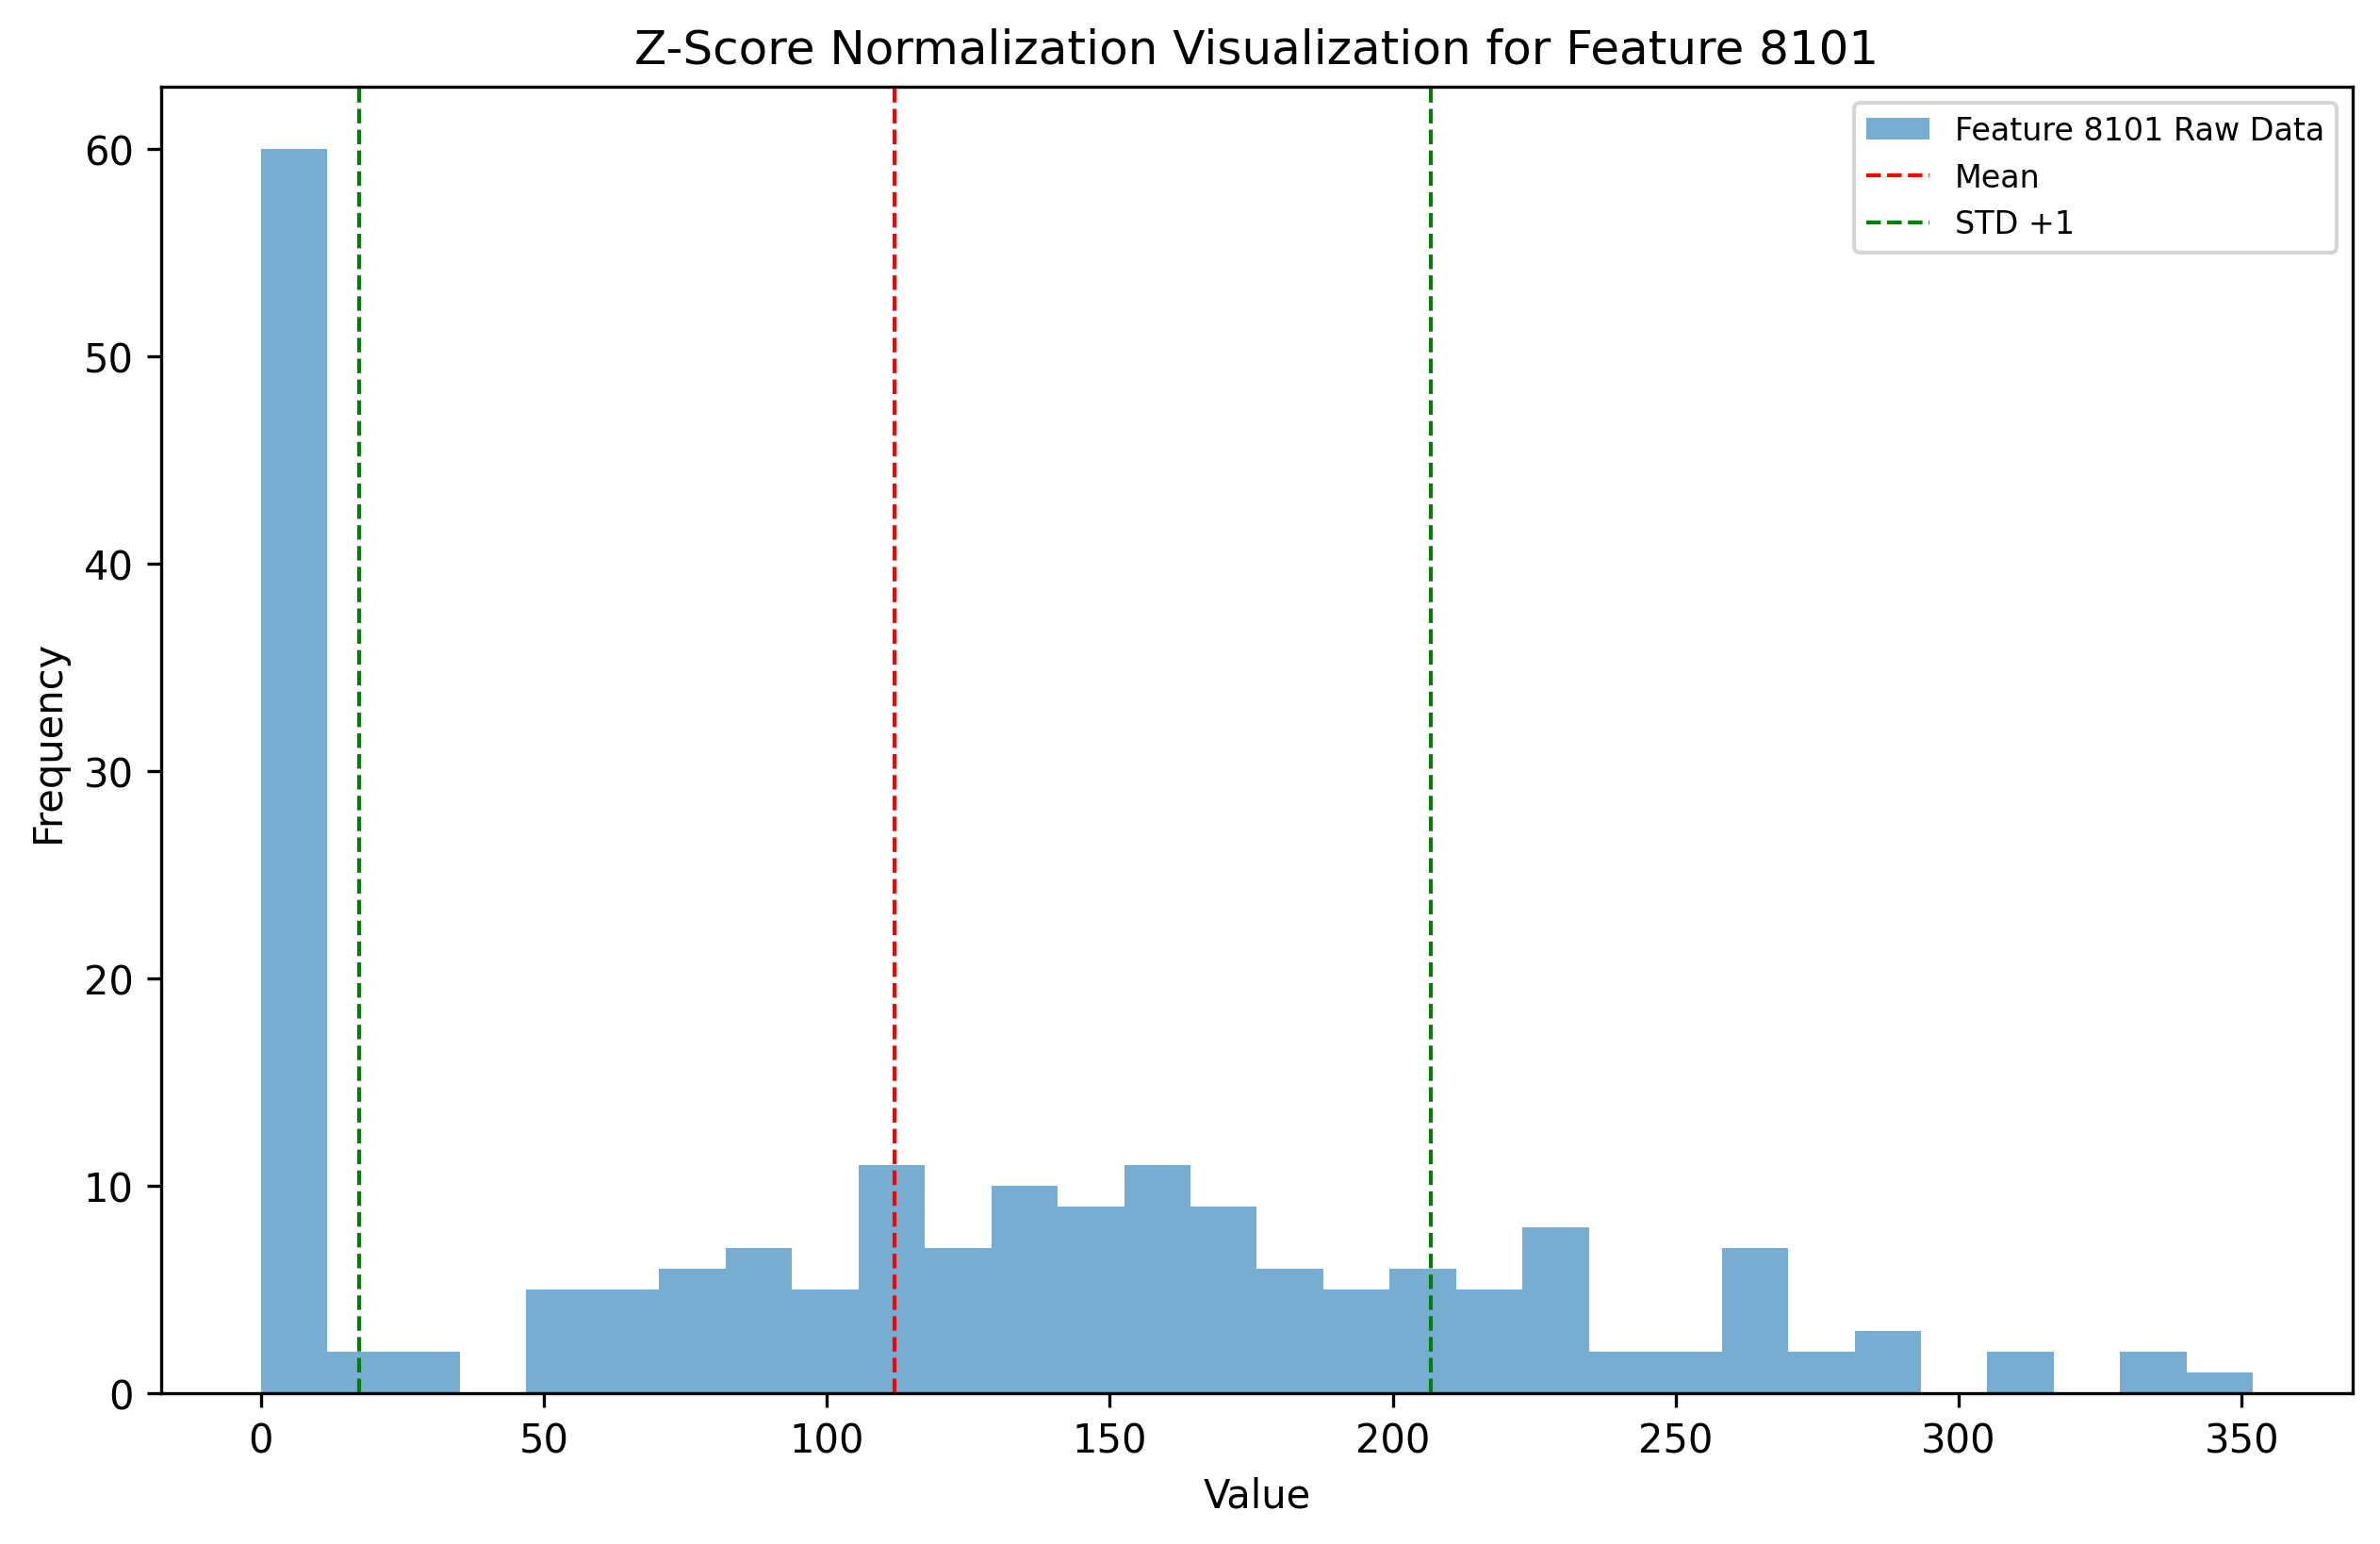 Z-Score Normalization Visualization for Feature 8101
Feature 8101 Raw Data
Mean
STD +1
60
50
40
30
20
10
0
Frequency
0 50 100 150 200 250 300 350
Value